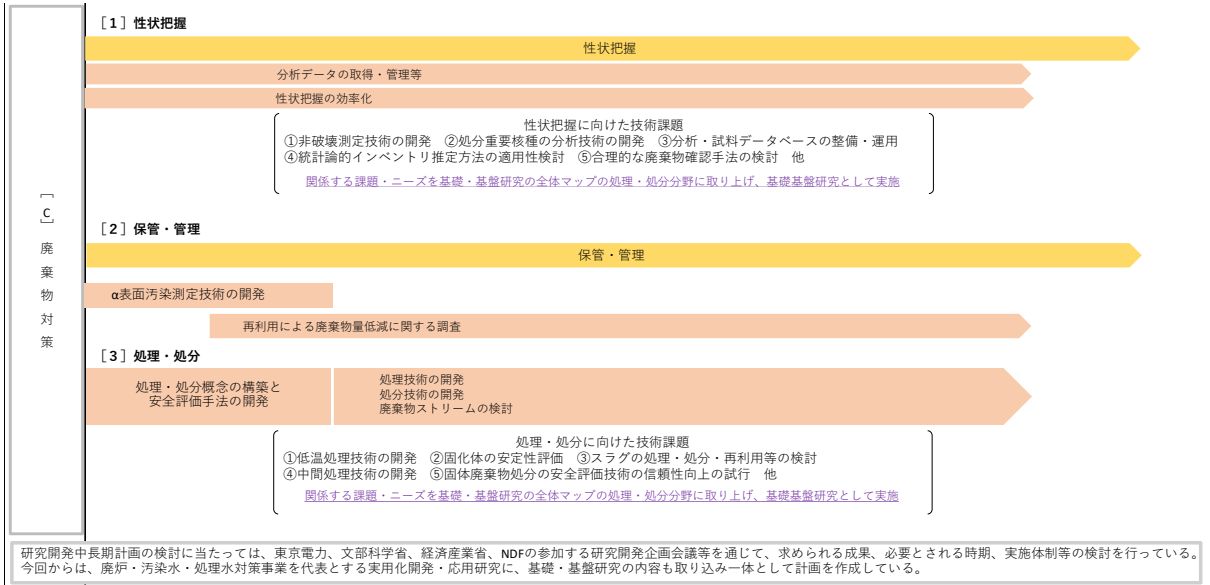 ［C］廃棄物対策
［1］性状把握
性状把握
分析データの取得・管理等
性状把握の効率化
性状把握に向けた技術課題
①非破壊測定技術の開発　②処分重要核種の分析技術の開発　③分析・試料データベースの整備・運用
④統計論的インベントリ推定方法の適用性検討　⑤合理的な廃棄物確認手法の検討　他
関係する課題・ニーズを基礎・基盤研究の全体マップの処理・処分分野に取り上げ、基礎基盤研究として実施
［2］保管・管理
保管・管理
α表面汚染測定技術の開発
再利用による廃棄物量低減に関する調査
［3］処理・処分
処理・処分概念の構築と
安全評価手法の開発
処理技術の開発
処分技術の開発
廃棄物ストリームの検討
処理・処分に向けた技術課題
①低温処理技術の開発　②固化体の安定性評価　③スラグの処理・処分・再利用等の検討
④中間処理技術の開発　⑤固体廃棄物処分の安全評価技術の信頼性向上の試行　他
関係する課題・ニーズを基礎・基盤研究の全体マップの処理・処分分野に取り上げ、基礎基盤研究として実施
研究開発中長期計画の検討に当たっては、東京電力、文部科学省、経済産業省、NDFの参加する研究開発企画会議等を通じて、求められる成果、必要とされる時期、実施体制等の検討を行っている。
今回からは、廃炉・汚染水・処理水対策事業を代表とする実用化開発・応用研究に、基礎・基盤研究の内容も取り込み一体として計画を作成している。